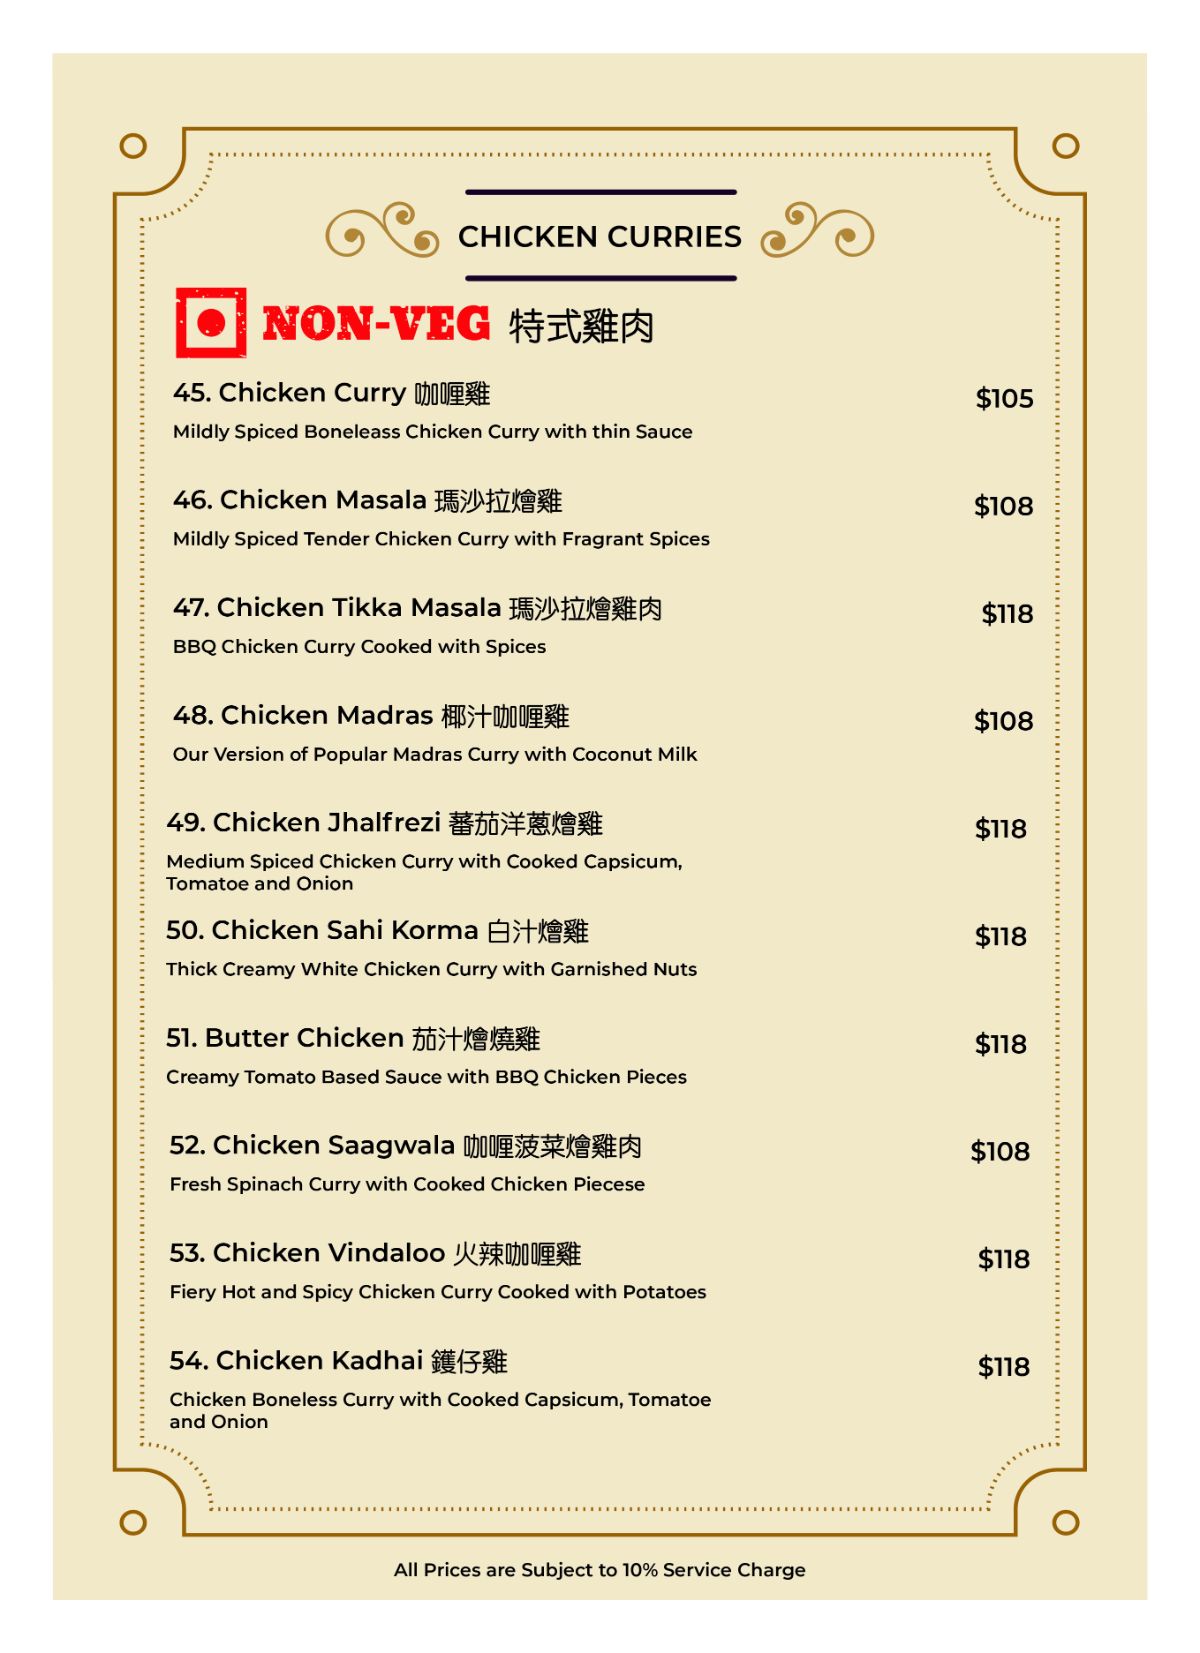 CHICKEN CURRIES
NON-VEG 特式雞肉
45. Chicken Curry 咖喱雞 $105
Mildly Spiced Boneleass Chicken Curry with thin Sauce
46. Chicken Masala 瑪沙拉燴雞 $108
Mildly Spiced Tender Chicken Curry with Fragrant Spices
47. Chicken Tikka Masala 瑪沙拉燴雞肉 $118
BBQ Chicken Curry Cooked with Spices
48. Chicken Madras 椰汁咖喱雞 $108
Our Version of Popular Madras Curry with Coconut Milk
49. Chicken Jhalfrezi 蕃茄洋蔥燴雞 $118
Medium Spiced Chicken Curry with Cooked Capsicum,
Tomatoe and Onion
50. Chicken Sahi Korma 白汁燴雞 $118
Thick Creamy White Chicken Curry with Garnished Nuts
51. Butter Chicken 茄汁燴燒雞 $118
Creamy Tomato Based Sauce with BBQ Chicken Pieces
52. Chicken Saagwala 咖喱菠菜燴雞肉 $108
Fresh Spinach Curry with Cooked Chicken Piecese
53. Chicken Vindaloo 火辣咖喱雞 $118
Fiery Hot and Spicy Chicken Curry Cooked with Potatoes
54. Chicken Kadhai 鑊仔雞 $118
Chicken Boneless Curry with Cooked Capsicum, Tomatoe
and Onion
All Prices are Subject to 10% Service Charge